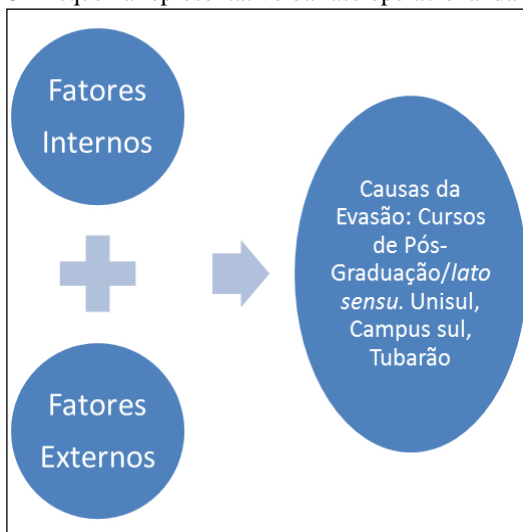 Fatores
Internos
Fatores
Externos
Causas da
Evasão: Cursos
de Pós-
Graduação/lato
sensu. Unisul,
Campus sul,
Tubarão